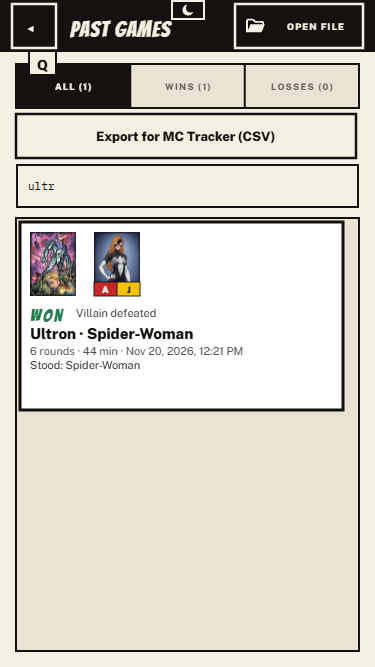 PAST GAMES
OPEN FILE
Q
ALL (1)
WINS (1)
LOSSES (0)
Export for MC Tracker (CSV)
ultr
A J
WON Villain defeated
Ultron · Spider-Woman
6 rounds · 44 min · Nov 20, 2026, 12:21 PM
Stood: Spider-Woman